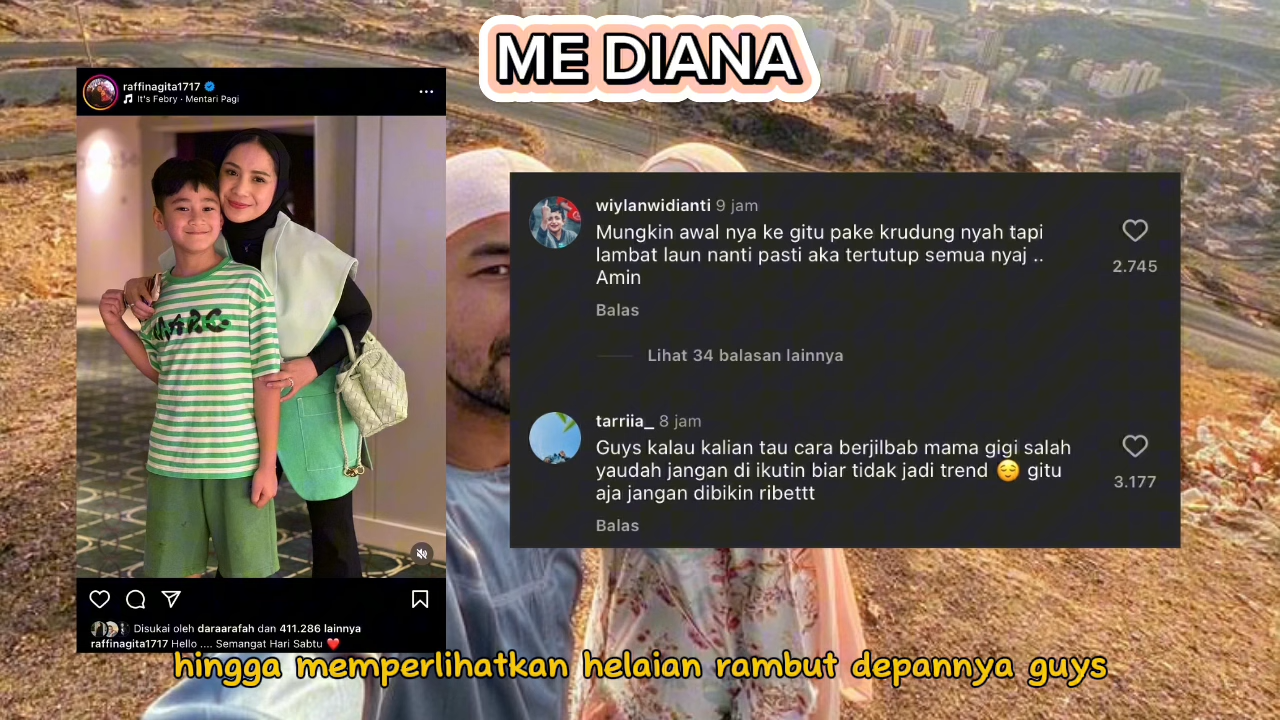 ME DIANA
raffinagita1717
It's Febry · Mentari Pagi
Disukai oleh daraarafah dan 411.286 lainnya
raffinagita1717 Hello .... Semangat Hari Sabtu ❤️
wiylanwidianti 9 jam
Mungkin awal nya ke gitu pake krudung nyah tapi
lambat laun nanti pasti aka tertutup semua nyaj ..
Amin
2.745
Balas
Lihat 34 balasan lainnya
tarriia_ 8 jam
Guys kalau kalian tau cara berjilbab mama gigi salah
yaudah jangan di ikutin biar tidak jadi trend 😌 gitu
aja jangan dibikin ribettt
3.177
Balas
hingga memperlihatkan helaian rambut depannya guys